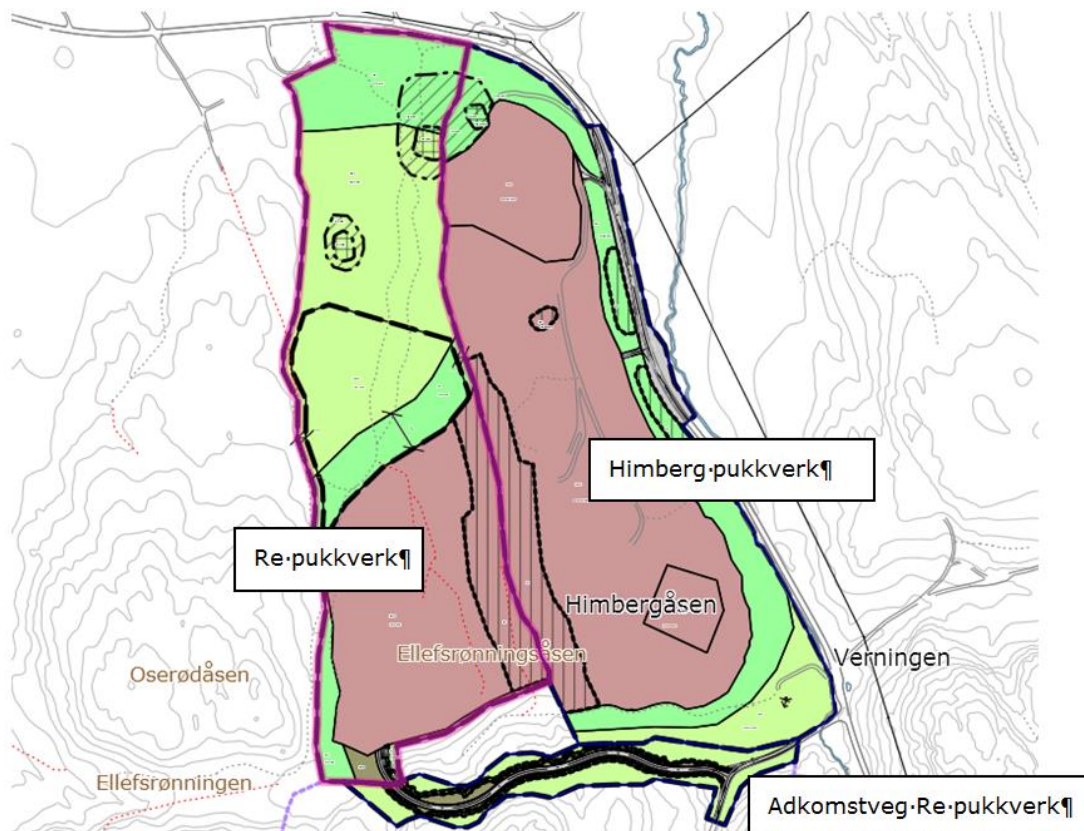 Himberg·pukkverk¶
Re·pukkverk¶
Himbergåsen
Ellefsrønningsåsen
Verningen
Oserødåsen
Ellefsrønningen
Adkomstveg·Re·pukkverk¶